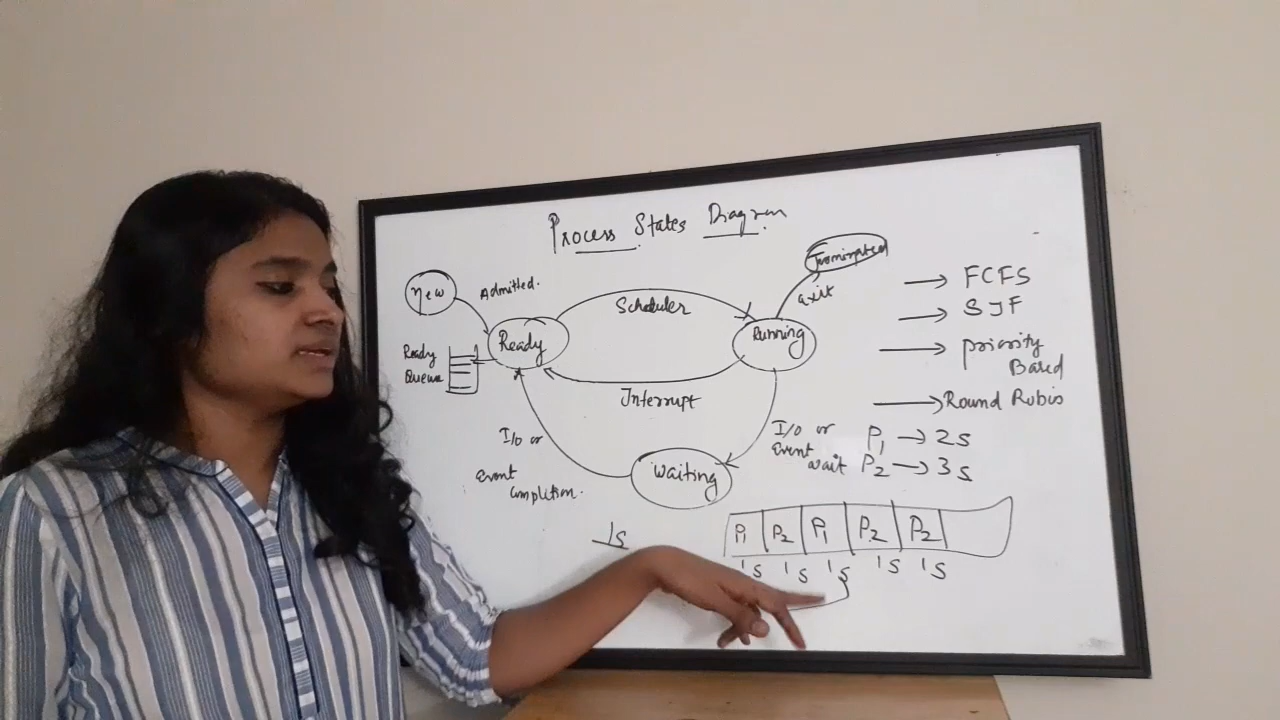 Process States Diagram
New
Admitted.
Terminated
exit
Scheduler
Ready
Running
Ready
Queue
Interrupt
I/o or
Event
completion.
Waiting
I/o or
Event
wait
→ FCFS
→ SJF
→ priority
Based
→ Round Robin
P1 → 2s
P2 → 3s
1s
P1 P2 P1 P2 P2
1s 1s 1s 1s 1s